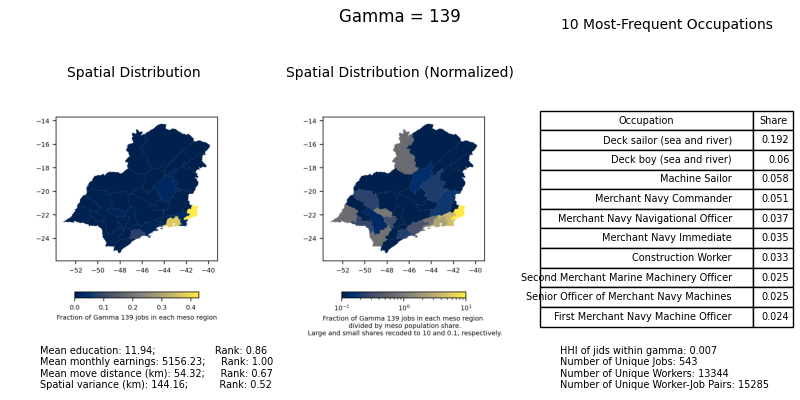 Gamma = 139
Spatial Distribution
−14
−16
−18
−20
−22
−24
−52 −50 −48 −46 −44 −42 −40
0.0 0.1 0.2 0.3 0.4
Fraction of Gamma 139 jobs in each meso region
Spatial Distribution (Normalized)
−14
−16
−18
−20
−22
−24
−52 −50 −48 −46 −44 −42 −40
10⁻¹ 10⁰ 10¹
Fraction of Gamma 139 jobs in each meso region
divided by meso population share.
Large and small shares recoded to 10 and 0.1, respectively.
10 Most-Frequent Occupations
Occupation Share
Deck sailor (sea and river) 0.192
Deck boy (sea and river) 0.06
Machine Sailor 0.058
Merchant Navy Commander 0.051
Merchant Navy Navigational Officer 0.037
Merchant Navy Immediate 0.035
Construction Worker 0.033
Second Merchant Marine Machinery Officer 0.025
Senior Officer of Merchant Navy Machines 0.025
First Merchant Navy Machine Officer 0.024
Mean education: 11.94; Rank: 0.86
Mean monthly earnings: 5156.23; Rank: 1.00
Mean move distance (km): 54.32; Rank: 0.67
Spatial variance (km): 144.16; Rank: 0.52
HHI of jids within gamma: 0.007
Number of Unique Jobs: 543
Number of Unique Workers: 13344
Number of Unique Worker-Job Pairs: 15285